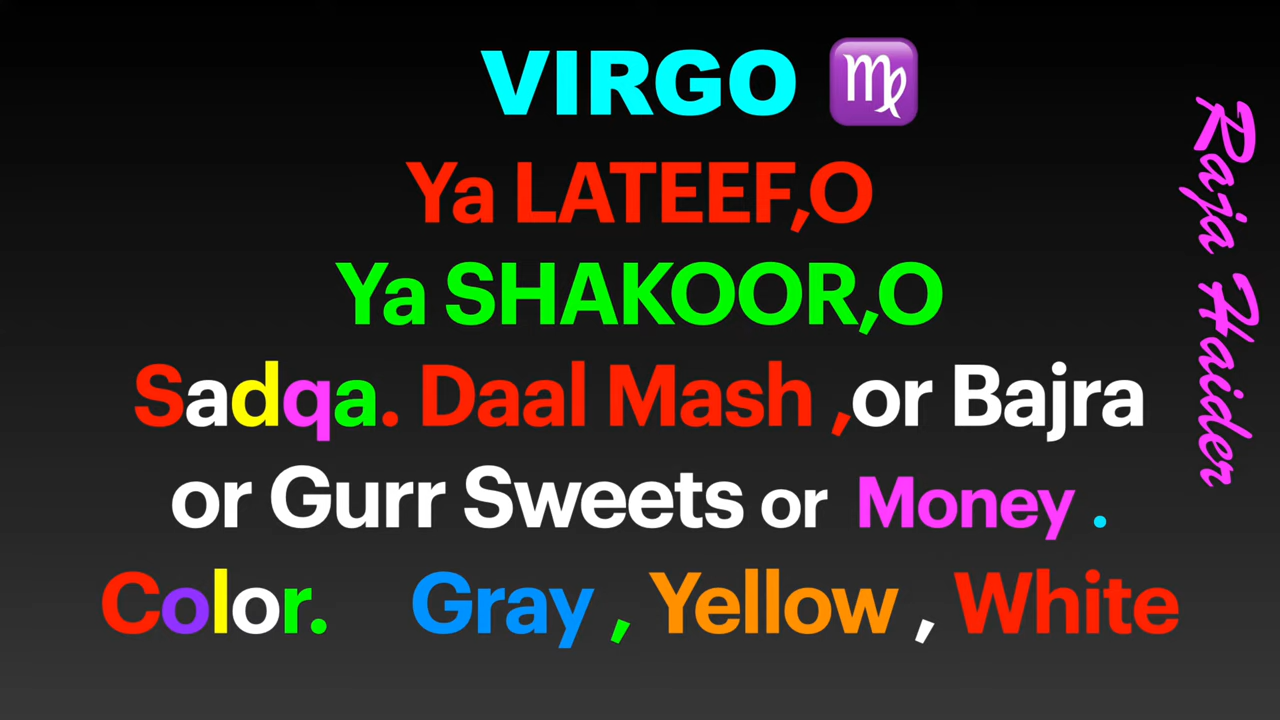 VIRGO ♍
Ya LATEEF,O
Ya SHAKOOR,O
Sadqa. Daal Mash ,or Bajra
or Gurr Sweets or Money .
Color. Gray , Yellow , White
Raja Haider